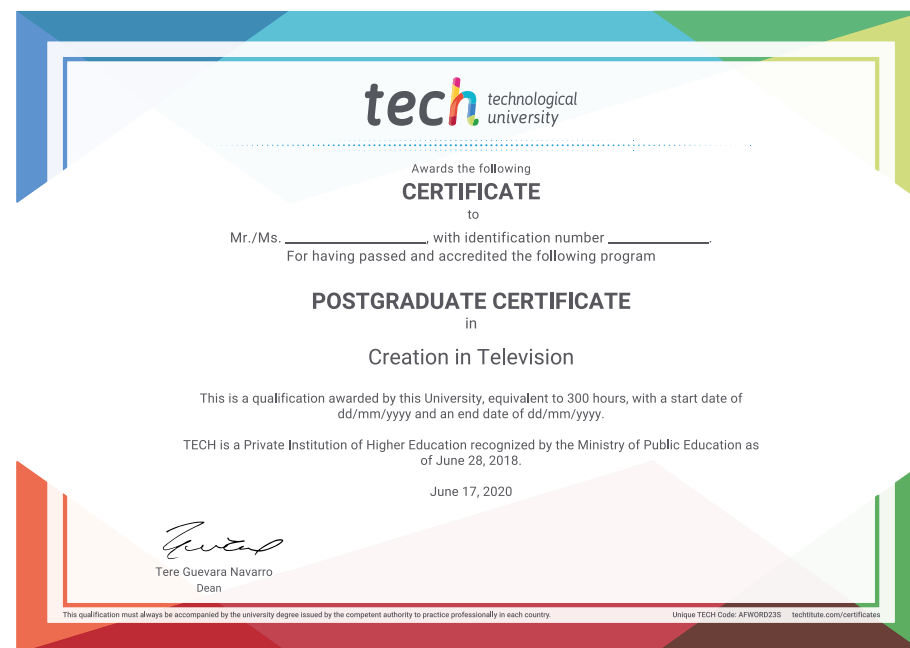 tech technological
university
Awards the following
CERTIFICATE
to
Mr./Ms. ____________________, with identification number ______________.
For having passed and accredited the following program
POSTGRADUATE CERTIFICATE
in
Creation in Television
This is a qualification awarded by this University, equivalent to 300 hours, with a start date of
dd/mm/yyyy and an end date of dd/mm/yyyy.
TECH is a Private Institution of Higher Education recognized by the Ministry of Public Education as
of June 28, 2018.
June 17, 2020
Tere Guevara Navarro
Dean
This qualification must always be accompanied by the university degree issued by the competent authority to practice professionally in each country. Unique TECH Code: AFWORD23S techtitute.com/certificates